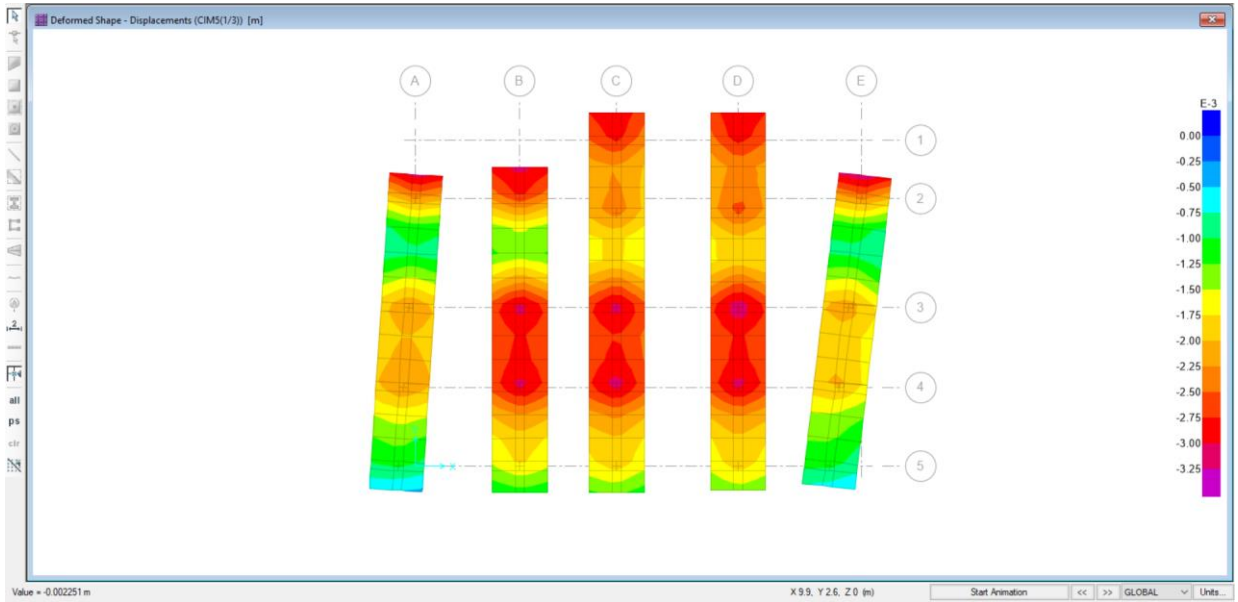 Deformed Shape - Displacements (CIM5(1/3)) [m]
A B C D E
1
2
3
4
5
E-3
0.00
-0.25
-0.50
-0.75
-1.00
-1.25
-1.50
-1.75
-2.00
-2.25
-2.50
-2.75
-3.00
-3.25
2
all
ps
clr
X
Value = -0.002251 m
X 9.9, Y 2.6, Z 0 (m)
Start Animation
<< >>
GLOBAL
Units...